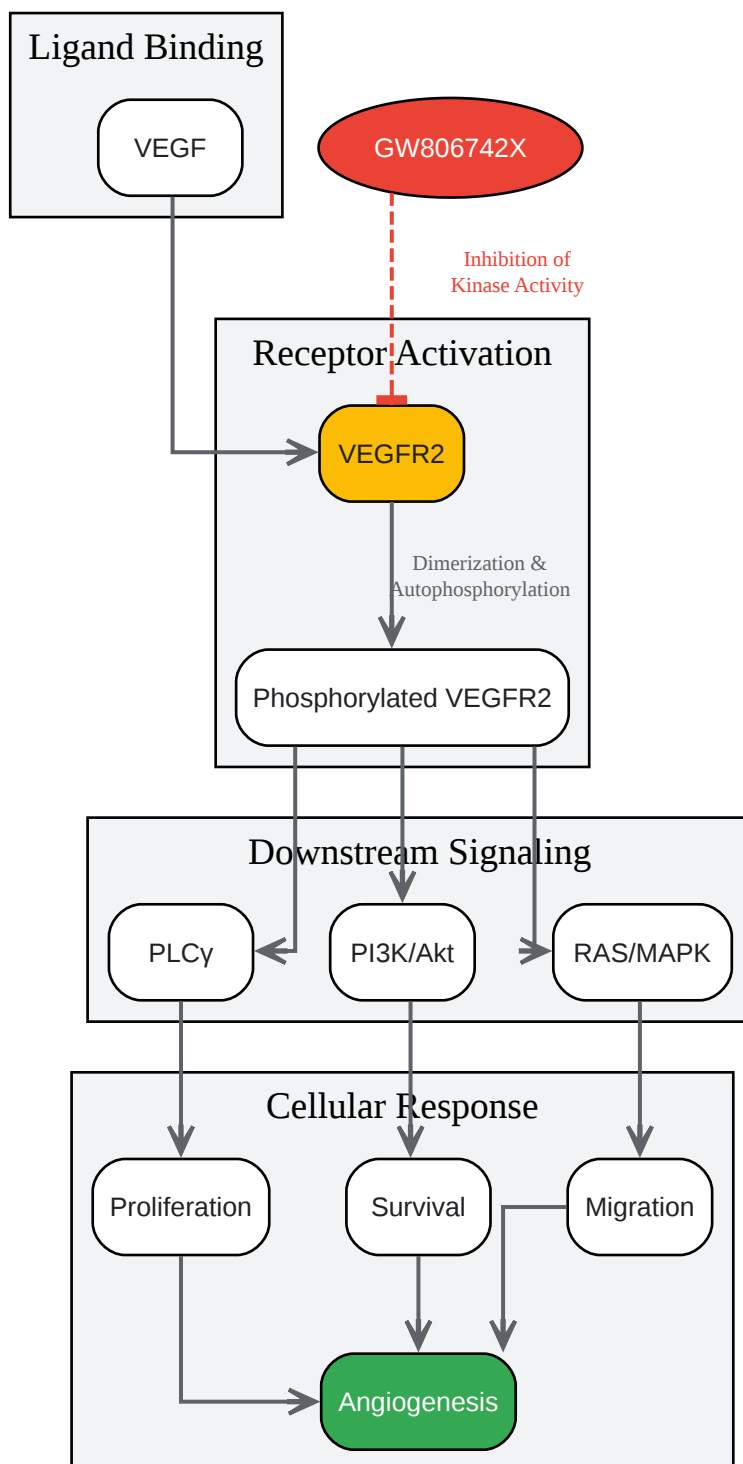 Ligand Binding
VEGF
GW806742X
Inhibition of
Kinase Activity
Receptor Activation
VEGFR2
Dimerization &
Autophosphorylation
Phosphorylated VEGFR2
Downstream Signaling
PLCγ
PI3K/Akt
RAS/MAPK
Cellular Response
Proliferation
Survival
Migration
Angiogenesis